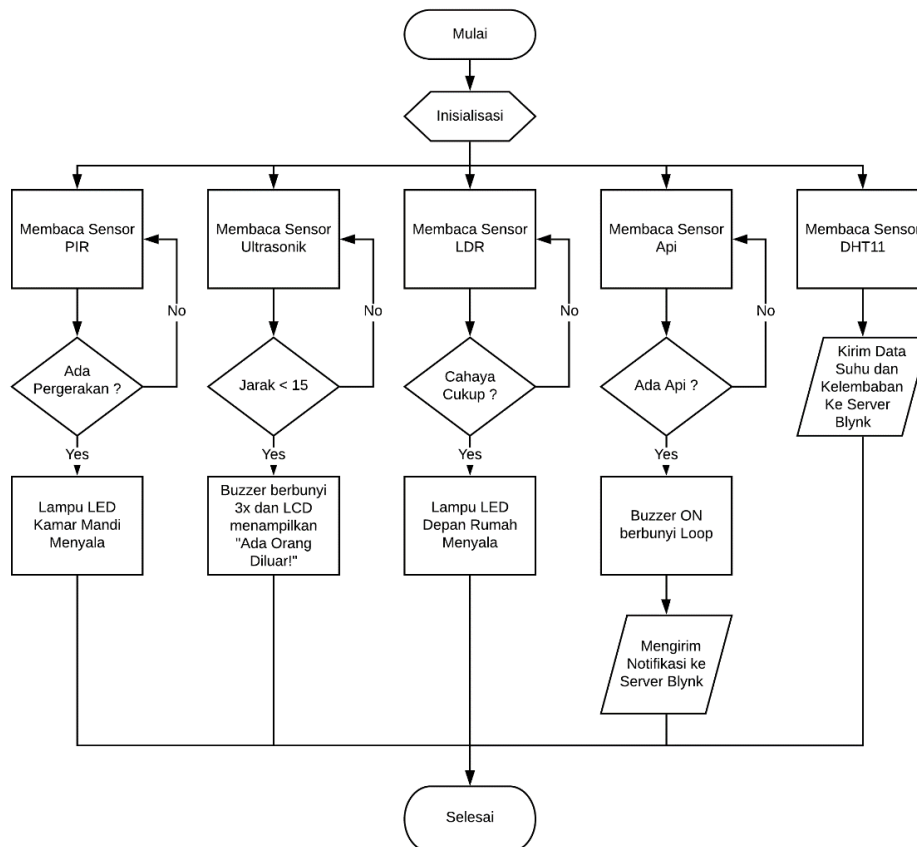 Mulai
Inisialisasi
Membaca Sensor
PIR
No
Ada
Pergerakan ?
Yes
Lampu LED
Kamar Mandi
Menyala
Membaca Sensor
Ultrasonik
No
Jarak < 15
Yes
Buzzer berbunyi
3x dan LCD
menampilkan
"Ada Orang
Diluar!"
Membaca Sensor
LDR
No
Cahaya
Cukup ?
Yes
Lampu LED
Depan Rumah
Menyala
Membaca Sensor
Api
No
Ada Api ?
Yes
Buzzer ON
berbunyi Loop
Mengirim
Notifikasi ke
Server Blynk
Membaca Sensor
DHT11
Kirim Data
Suhu dan
Kelembaban
Ke Server
Blynk
Selesai